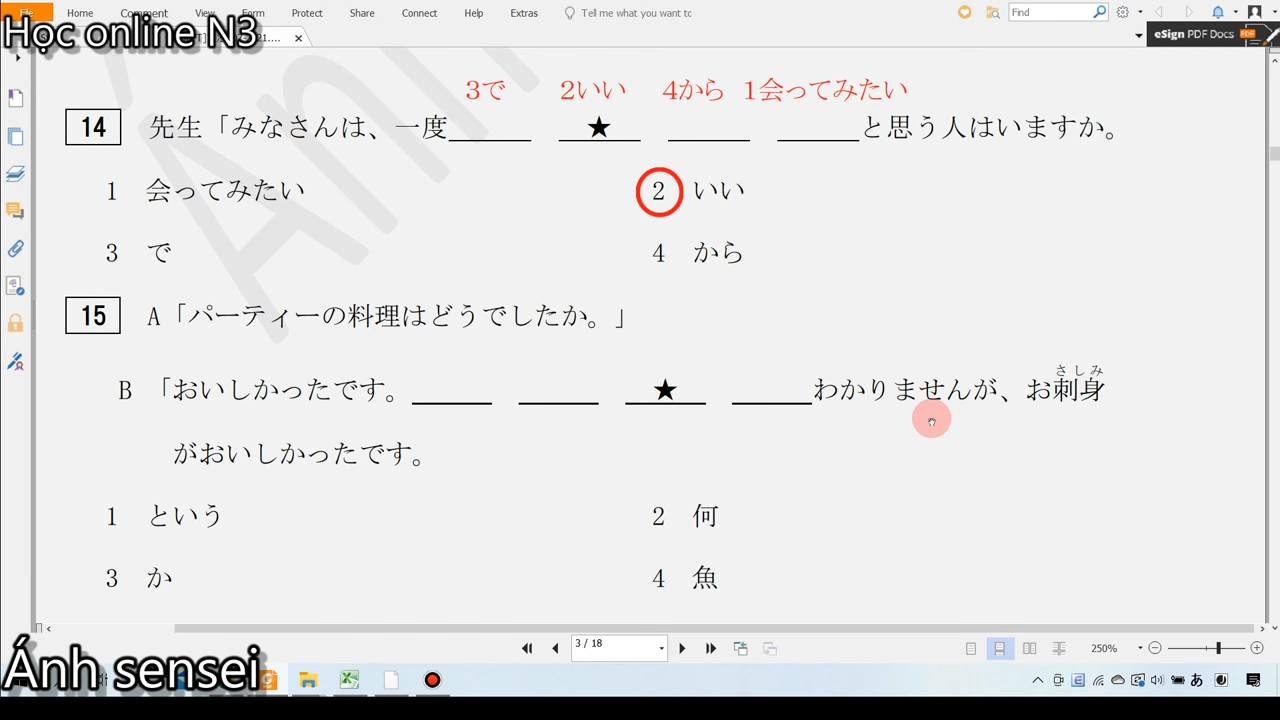 File Home Comment View Form Protect Share Connect Help Extras Tell me what you want tc Find
Học online N3
21.... eSign PDF Docs
3で 2いい 4から 1会ってみたい
14 先生「みなさんは、一度 ★ と思う人はいますか。
1 会ってみたい 2 いい
3 で 4 から
15 A「パーティーの料理はどうでしたか。」
さしみ
B 「おいしかったです。 ★ わかりませんが、お刺身
がおいしかったです。
1 という 2 何
3 か 4 魚
3 / 18 250%
Ánh sensei
あ